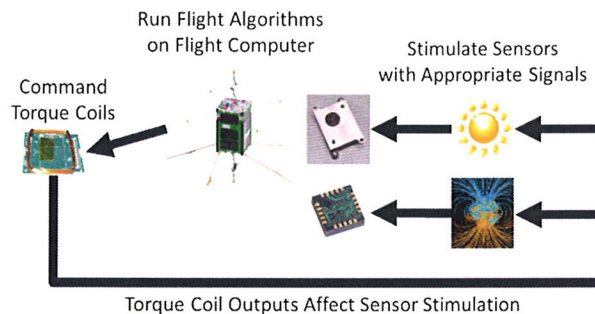 Run Flight Algorithms
on Flight Computer
Stimulate Sensors
with Appropriate Signals
Command
Torque Coils
Torque Coil Outputs Affect Sensor Stimulation